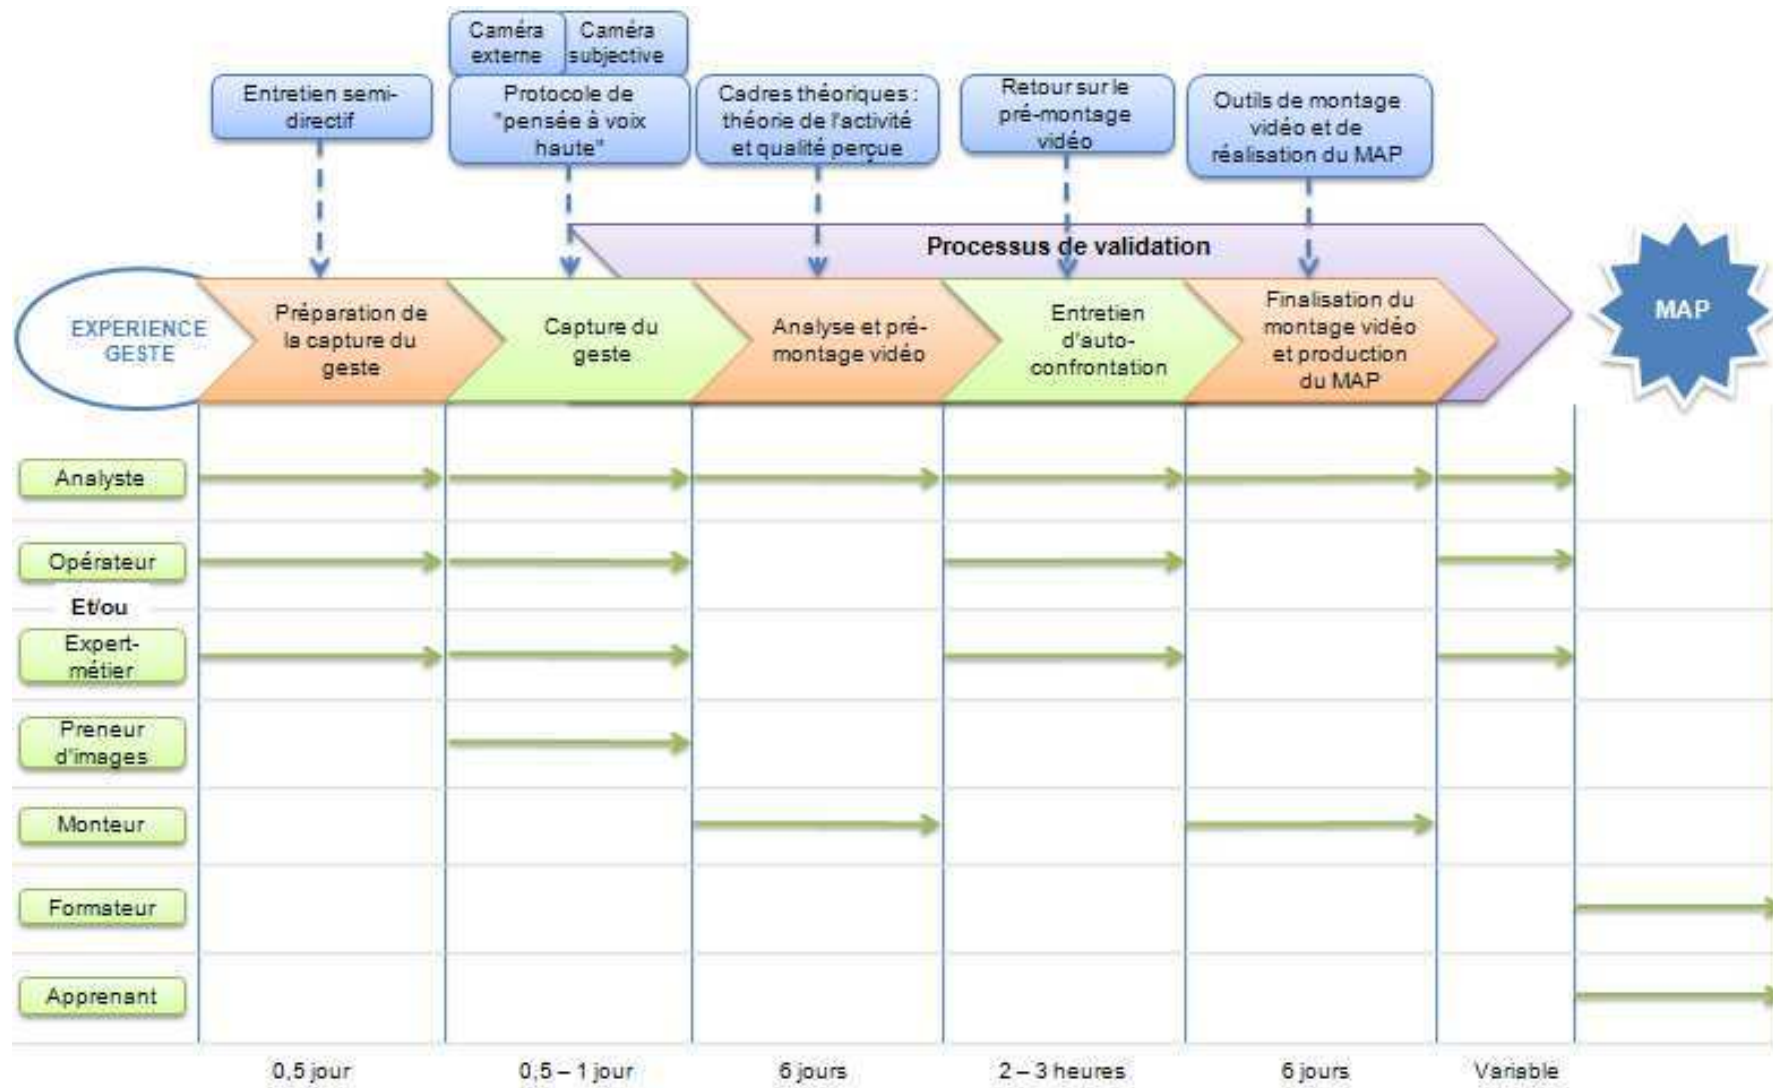 Caméra
externe
Caméra
subjective
Entretien semi-
directif
Protocole de
"pensée à voix
haute"
Cadres théoriques :
théorie de l'activité
et qualité perçue
Retour sur le
pré-montage
vidéo
Outils de montage
vidéo et de
réalisation du MAP
Processus de validation
EXPERIENCE
GESTE
Préparation de
la capture du
geste
Capture du
geste
Analyse et pré-
montage vidéo
Entretien
d'auto-
confrontation
Finalisation du
montage vidéo
et production
du MAP
MAP
Analyste
Opérateur
Et/ou
Expert-
métier
Preneur
d'images
Monteur
Formateur
Apprenant
0,5 jour
0,5 – 1 jour
6 jours
2 – 3 heures
6 jours
Variable